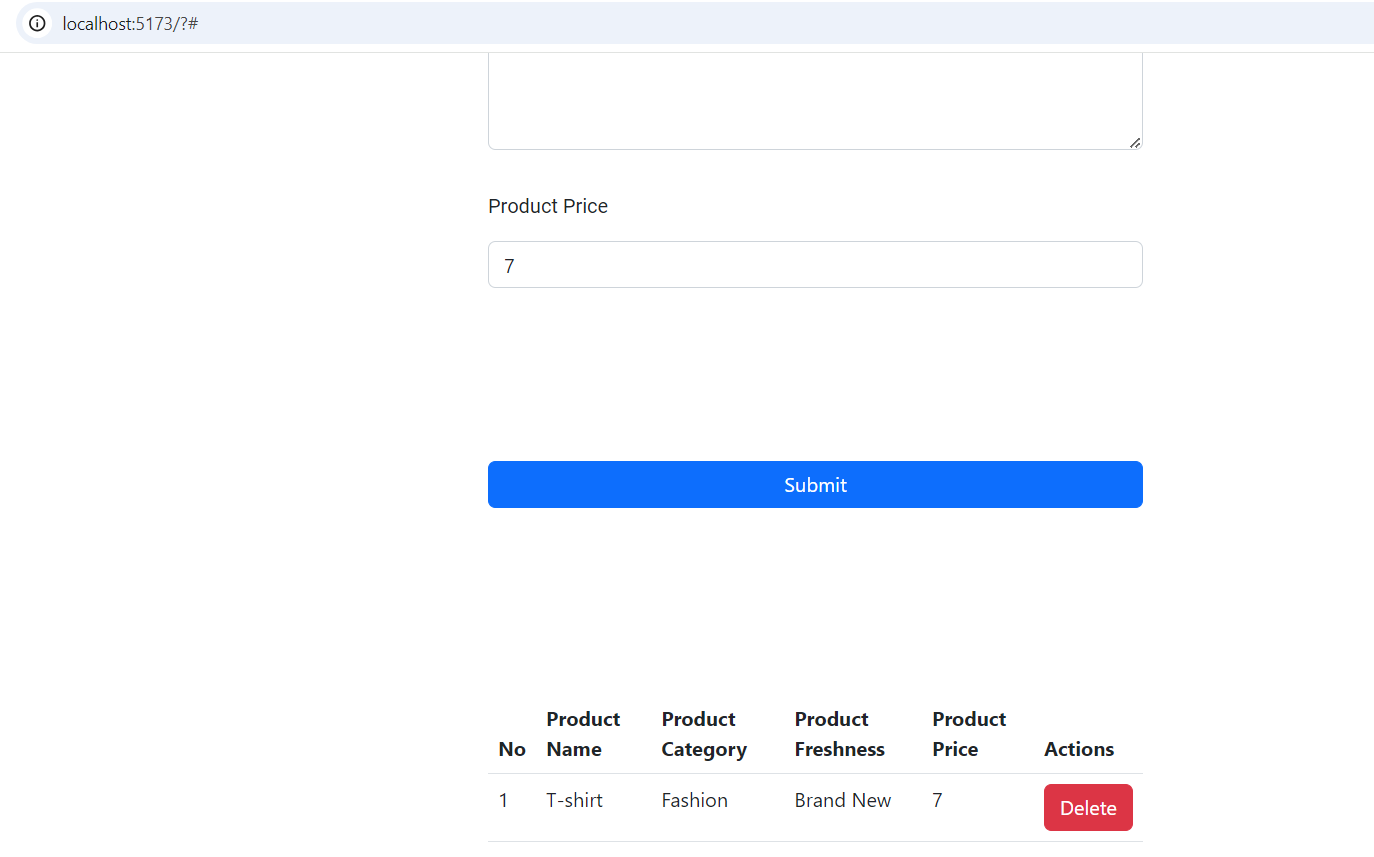 localhost:5173/?#
Product Price
7
Submit
No Product Name Product Category Product Freshness Product Price Actions
1 T-shirt Fashion Brand New 7 Delete